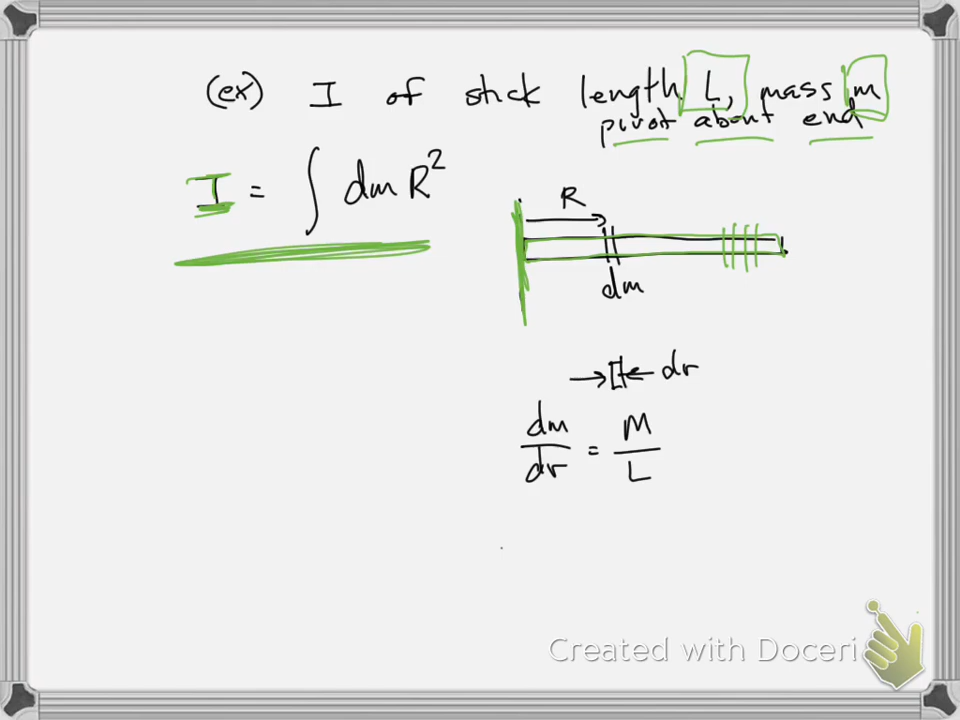 (ex) I of stick length L, mass m
pivot about end
I = ∫ dm R²
R
dm
dr
dm/dr = M/L
Created with Doceri